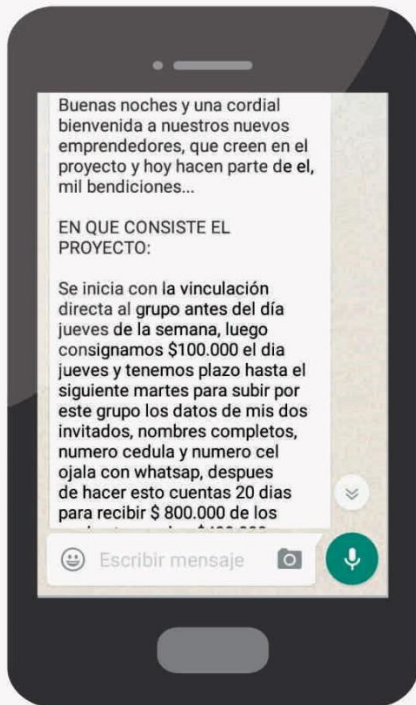 Buenas noches y una cordial
bienvenida a nuestros nuevos
emprendedores, que creen en el
proyecto y hoy hacen parte de el,
mil bendiciones...
EN QUE CONSISTE EL
PROYECTO:
Se inicia con la vinculación
directa al grupo antes del día
jueves de la semana, luego
consignamos $100.000 el dia
jueves y tenemos plazo hasta el
siguiente martes para subir por
este grupo los datos de mis dos
invitados, nombres completos,
numero cedula y numero cel
ojala con whatsap, despues
de hacer esto cuentas 20 dias
para recibir $ 800.000 de los
Escribir mensaje